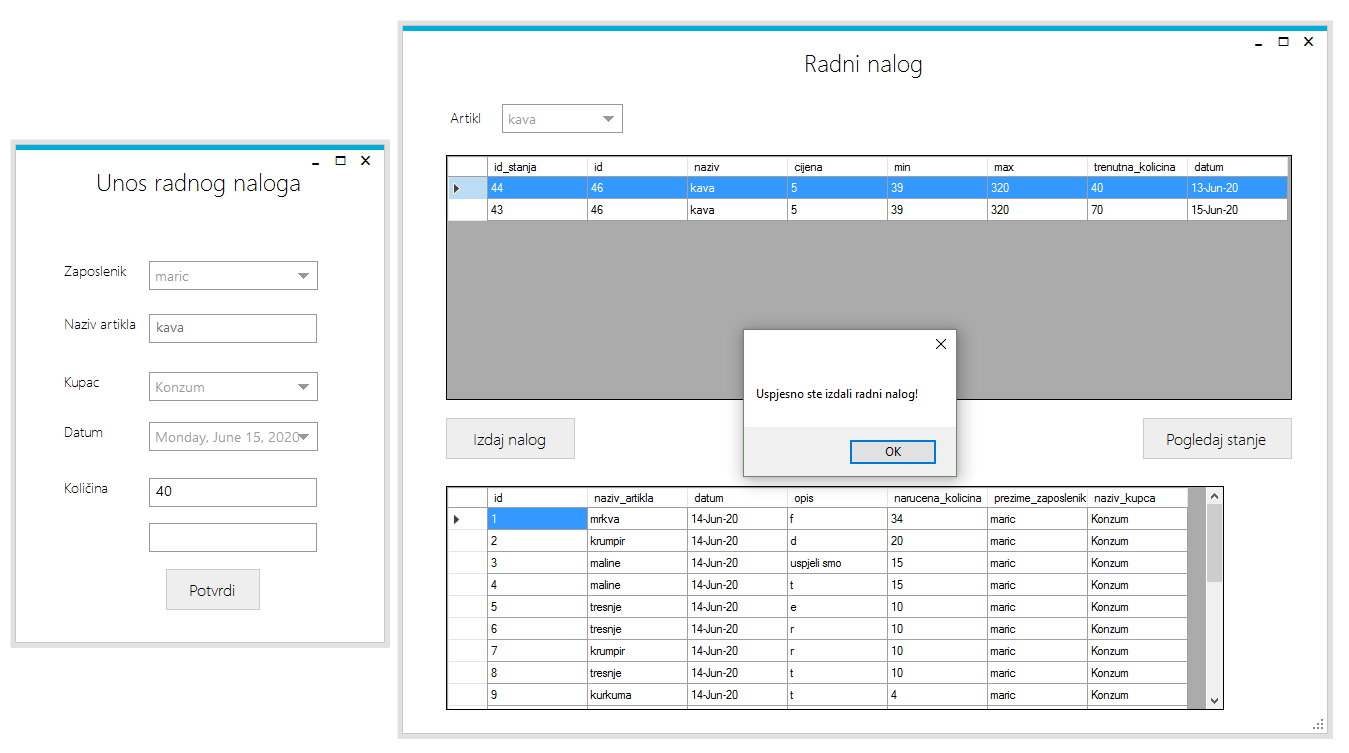 Unos radnog naloga
Zaposlenik maric
Naziv artikla kava
Kupac Konzum
Datum Monday, June 15, 2020
Količina 40
Potvrdi
Radni nalog
Artikl kava
id_stanja id naziv cijena min max trenutna_kolicina datum
44 46 kava 5 39 320 40 13-Jun-20
43 46 kava 5 39 320 70 15-Jun-20
Uspjesno ste izdali radni nalog!
OK
Izdaj nalog
Pogledaj stanje
id naziv_artikla datum opis narucena_kolicina prezime_zaposlenik naziv_kupca
1 mrkva 14-Jun-20 f 34 maric Konzum
2 krumpir 14-Jun-20 d 20 maric Konzum
3 maline 14-Jun-20 uspjeli smo 15 maric Konzum
4 maline 14-Jun-20 t 15 maric Konzum
5 tresnje 14-Jun-20 e 10 maric Konzum
6 tresnje 14-Jun-20 r 10 maric Konzum
7 krumpir 14-Jun-20 r 10 maric Konzum
8 tresnje 14-Jun-20 t 10 maric Konzum
9 kurkuma 14-Jun-20 t 4 maric Konzum